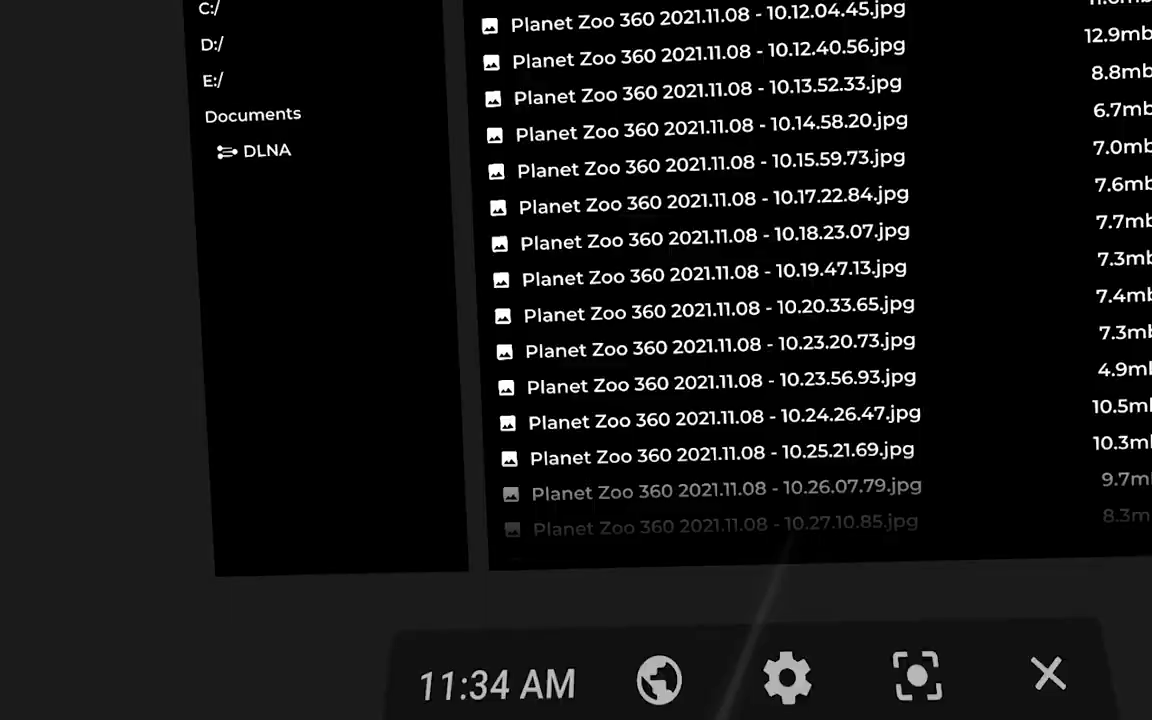 C:/
D:/
E:/
Documents
DLNA
Planet Zoo 360 2021.11.08 - 10.12.04.45.jpg
Planet Zoo 360 2021.11.08 - 10.12.40.56.jpg 12.9mb
Planet Zoo 360 2021.11.08 - 10.13.52.33.jpg 8.8mb
Planet Zoo 360 2021.11.08 - 10.14.58.20.jpg 6.7mb
Planet Zoo 360 2021.11.08 - 10.15.59.73.jpg 7.0mb
Planet Zoo 360 2021.11.08 - 10.17.22.84.jpg 7.6mb
Planet Zoo 360 2021.11.08 - 10.18.23.07.jpg 7.7mb
Planet Zoo 360 2021.11.08 - 10.19.47.13.jpg 7.3mb
Planet Zoo 360 2021.11.08 - 10.20.33.65.jpg 7.4mb
Planet Zoo 360 2021.11.08 - 10.23.20.73.jpg 7.3mb
Planet Zoo 360 2021.11.08 - 10.23.56.93.jpg 4.9mb
Planet Zoo 360 2021.11.08 - 10.24.26.47.jpg 10.5mb
Planet Zoo 360 2021.11.08 - 10.25.21.69.jpg 10.3m
Planet Zoo 360 2021.11.08 - 10.26.07.79.jpg 9.7m
Planet Zoo 360 2021.11.08 - 10.27.10.85.jpg 8.3m
11:34 AM